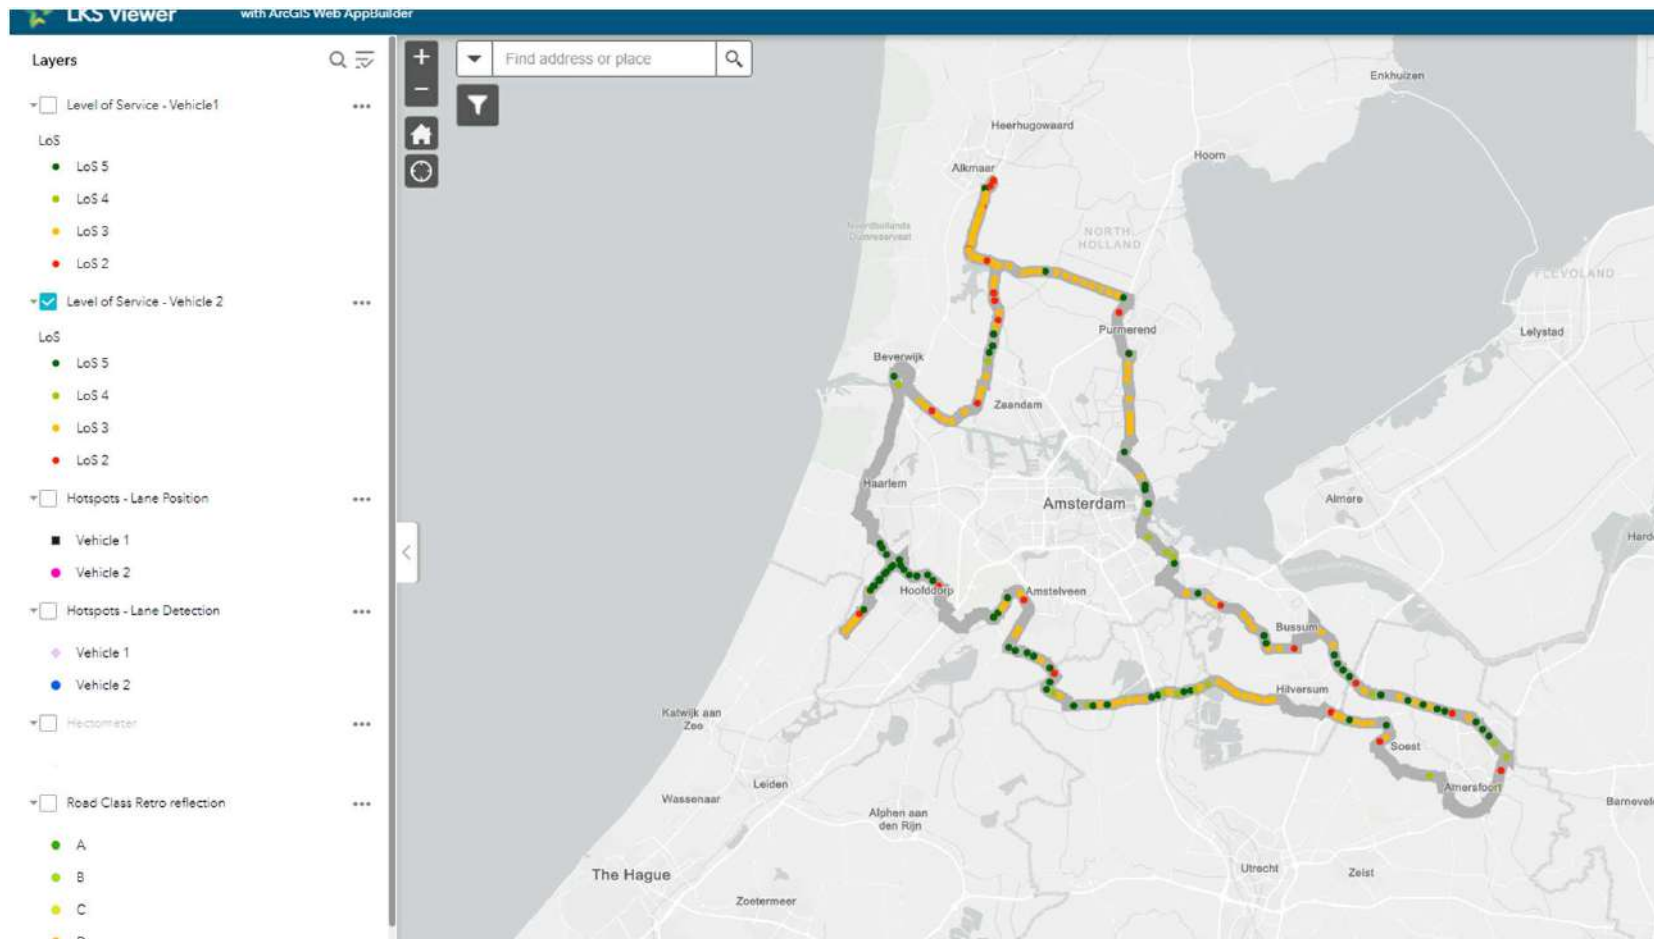 LKS Viewer
with ArcGIS Web AppBuilder
Layers
Level of Service - Vehicle1
LoS
LoS 5
LoS 4
LoS 3
LoS 2
Level of Service - Vehicle 2
LoS
LoS 5
LoS 4
LoS 3
LoS 2
Hotspots - Lane Position
Vehicle 1
Vehicle 2
Hotspots - Lane Detection
Vehicle 1
Vehicle 2
Hectometer
Road Class Retro reflection
A
B
C
Find address or place
Enkhuizen
Heerhugowaard
Hoorn
Alkmaar
Noordhollands
Duinreservaat
NORTH
HOLLAND
FLEVOLAND
Purmerend
Lelystad
Beverwijk
Zaandam
Haarlem
Amsterdam
Almere
Hard
Hoofddorp
Amstelveen
Bussum
Hilversum
Katwijk aan
Zee
Soest
Leiden
Wassenaar
Amersfoort
Barneveld
Alphen aan
den Rijn
The Hague
Utrecht
Zeist
Zoetermeer